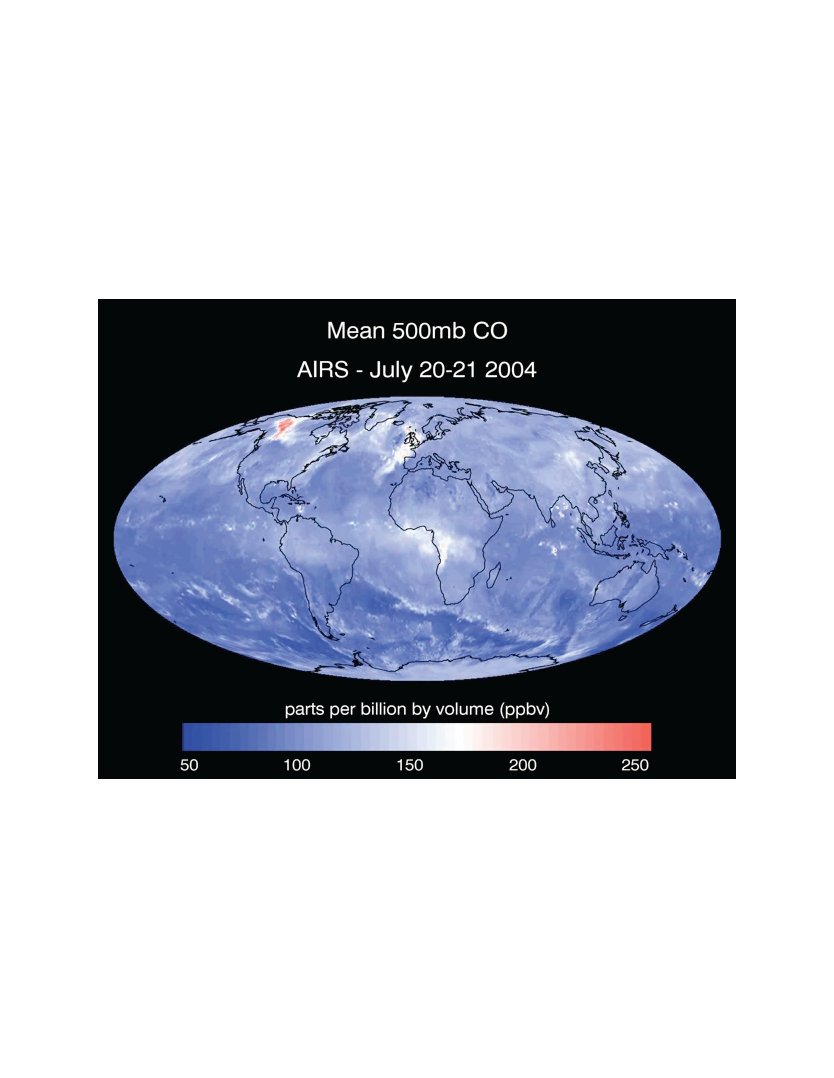 Mean 500mb CO
AIRS - July 20-21 2004
parts per billion by volume (ppbv)
50 100 150 200 250